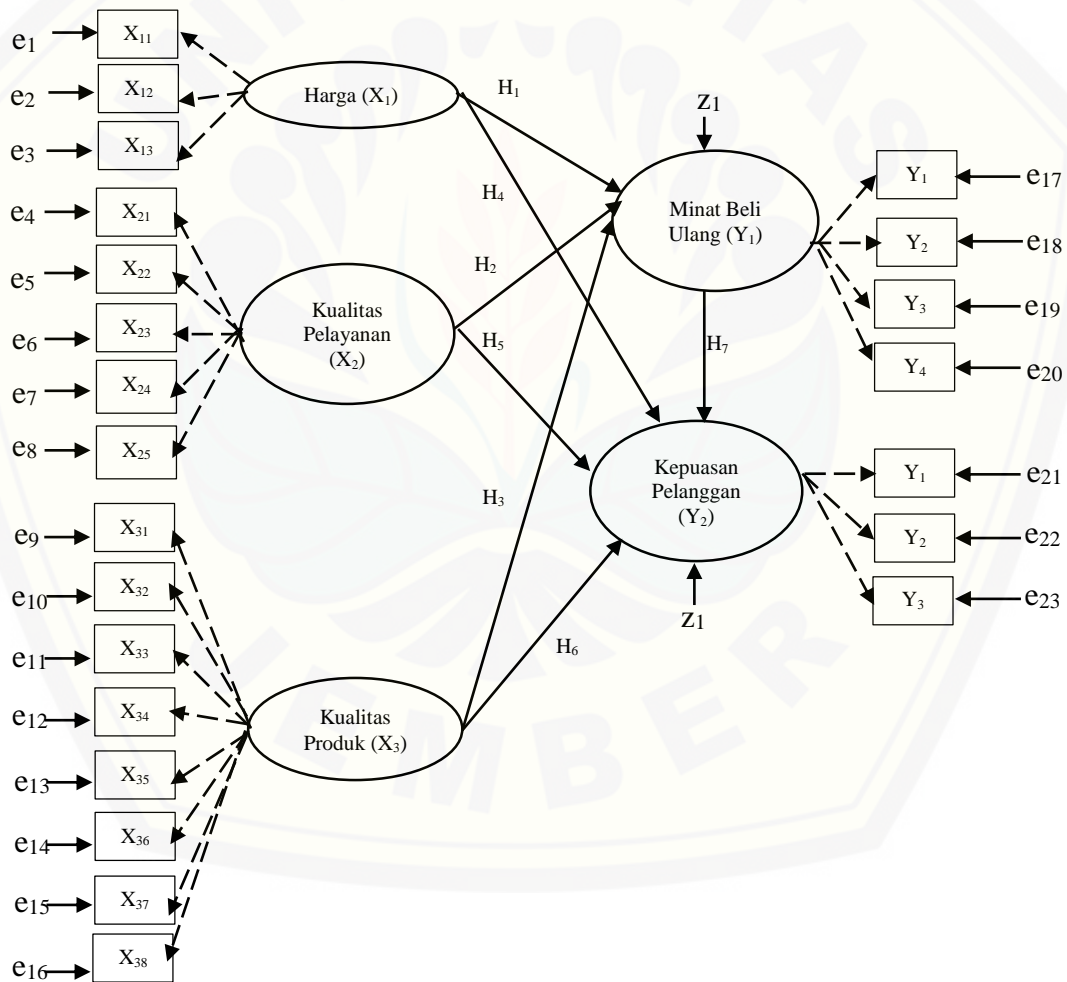 e1
X11
e2
X12
e3
X13
Harga (X1)
H1
H4
z1
Minat Beli
Ulang (Y1)
Y1
e17
Y2
e18
Y3
e19
Y4
e20
e4
X21
e5
X22
e6
X23
e7
X24
e8
X25
Kualitas
Pelayanan
(X2)
H2
H5
H7
H3
Kepuasan
Pelanggan
(Y2)
z1
Y1
e21
Y2
e22
Y3
e23
e9
X31
e10
X32
e11
X33
e12
X34
e13
X35
e14
X36
e15
X37
e16
X38
Kualitas
Produk (X3)
H6
JEMBER